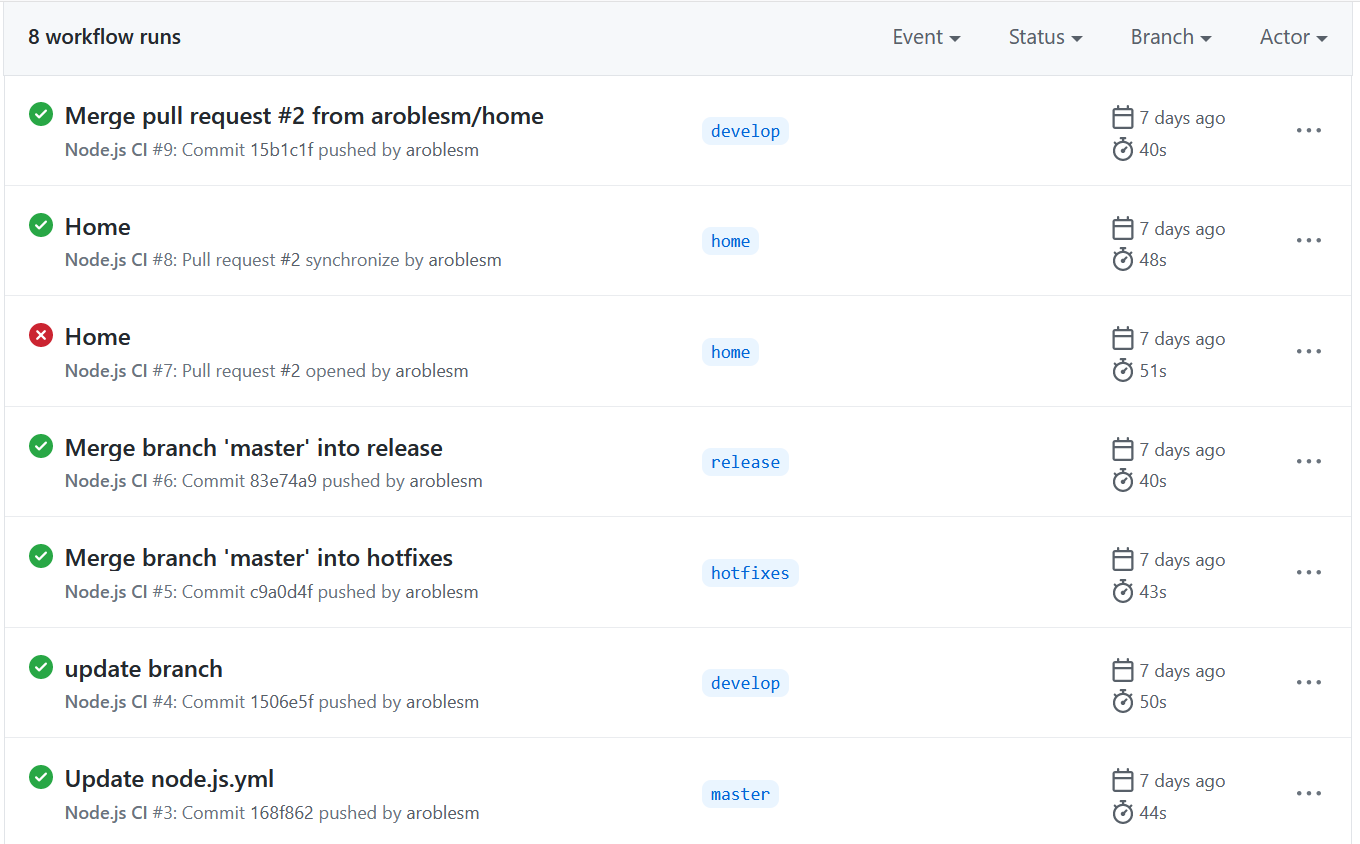 8 workflow runs Event Status Branch Actor
Merge pull request #2 from aroblesm/home
Node.js CI #9: Commit 15b1c1f pushed by aroblesm
develop
7 days ago
40s
Home
Node.js CI #8: Pull request #2 synchronize by aroblesm
home
7 days ago
48s
Home
Node.js CI #7: Pull request #2 opened by aroblesm
home
7 days ago
51s
Merge branch 'master' into release
Node.js CI #6: Commit 83e74a9 pushed by aroblesm
release
7 days ago
40s
Merge branch 'master' into hotfixes
Node.js CI #5: Commit c9a0d4f pushed by aroblesm
hotfixes
7 days ago
43s
update branch
Node.js CI #4: Commit 1506e5f pushed by aroblesm
develop
7 days ago
50s
Update node.js.yml
Node.js CI #3: Commit 168f862 pushed by aroblesm
master
7 days ago
44s